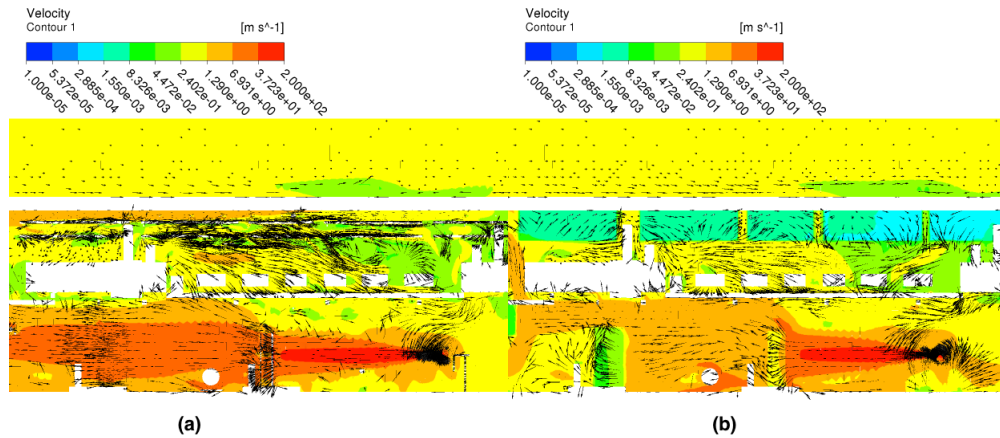 Velocity
Contour 1 [m s^-1]
1.000e-05
5.372e-05
2.885e-04
1.550e-03
8.326e-03
4.472e-02
2.402e-01
1.290e+00
6.931e+00
3.723e+01
2.000e+02
Velocity
Contour 1 [m s^-1]
1.000e-05
5.372e-05
2.885e-04
1.550e-03
8.326e-03
4.472e-02
2.402e-01
1.290e+00
6.931e+00
3.723e+01
2.000e+02
(a)
(b)